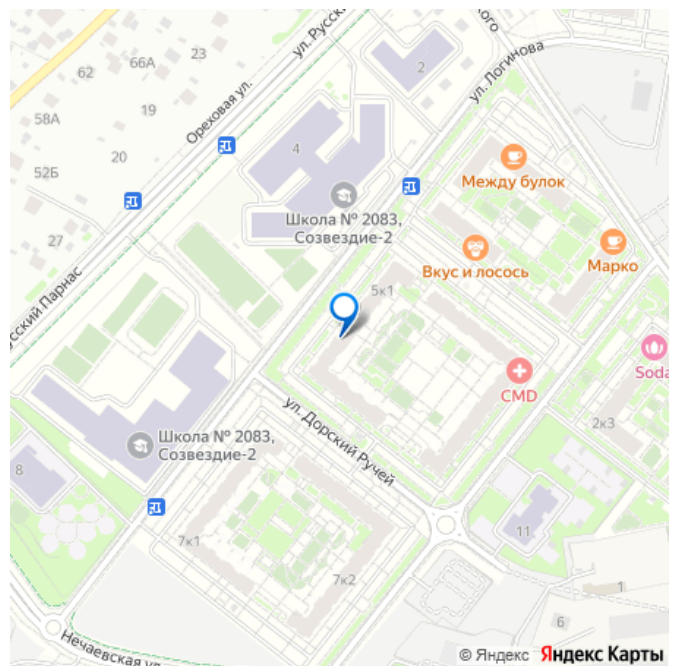 ул. Русск
кого
23
66А
62
2
ул. Логинова
58А
19
Ореховая ул.
4
20
52Б
Между булок
Школа № 2083,
Созвездие-2
27
Вкус и лосось
Марко
5к1
сский Парнас
Soda
CMD
ул. Дорский Ручей
2к3
Школа № 2083,
Созвездие-2
8
11
7к1
7к2
1
6
Нечаевская ул.
© Яндекс Яндекс Карты